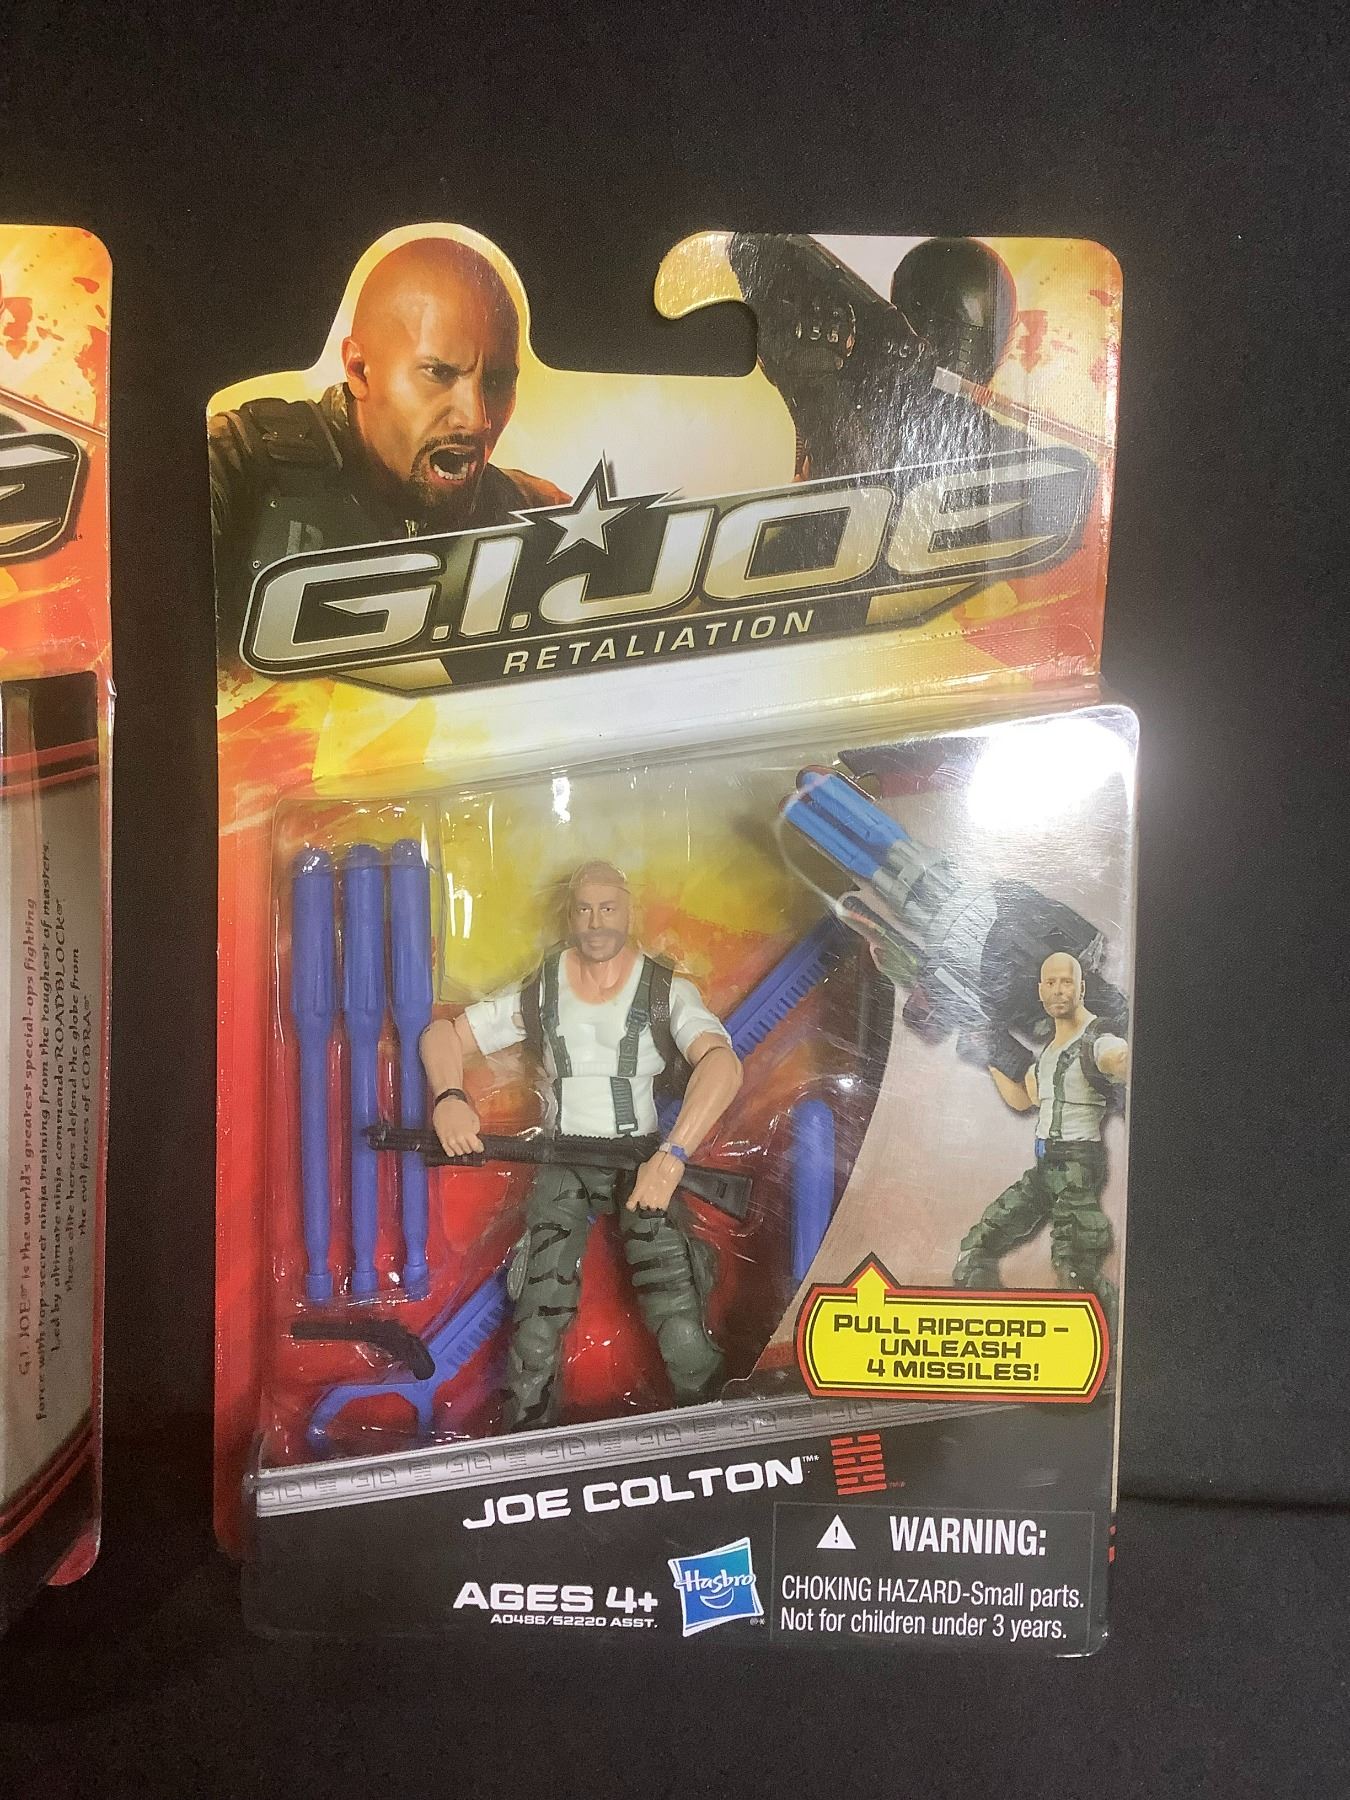 G.I. JOE® is the world's greatest special-ops fighting
force with top-secret ninja training from the roughest of masters.
Led by ultimate ninja commando ROADBLOCK®,
these elite heroes defend the globe from
the evil forces of COBRA®
G.I. JOE
RETALIATION
PULL RIPCORD –
UNLEASH
4 MISSILES!
JOE COLTON™*
AGES 4+
A0486/52220 ASST.
Hasbro
WARNING:
CHOKING HAZARD-Small parts.
Not for children under 3 years.